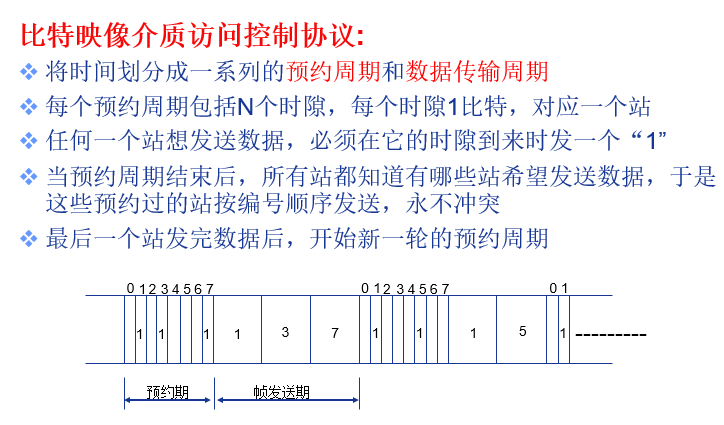 比特映像介质访问控制协议:
❖ 将时间划分成一系列的预约周期和数据传输周期
❖ 每个预约周期包括N个时隙，每个时隙1比特，对应一个站
❖ 任何一个站想发送数据，必须在它的时隙到来时发一个“1”
❖ 当预约周期结束后，所有站都知道有哪些站希望发送数据，于是
这些预约过的站按编号顺序发送，永不冲突
❖ 最后一个站发完数据后，开始新一轮的预约周期
0 1 2 3 4 5 6 7 0 1 2 3 4 5 6 7 0 1
1 1 1 1 3 7 1 1 1 5 1
预约期 帧发送期